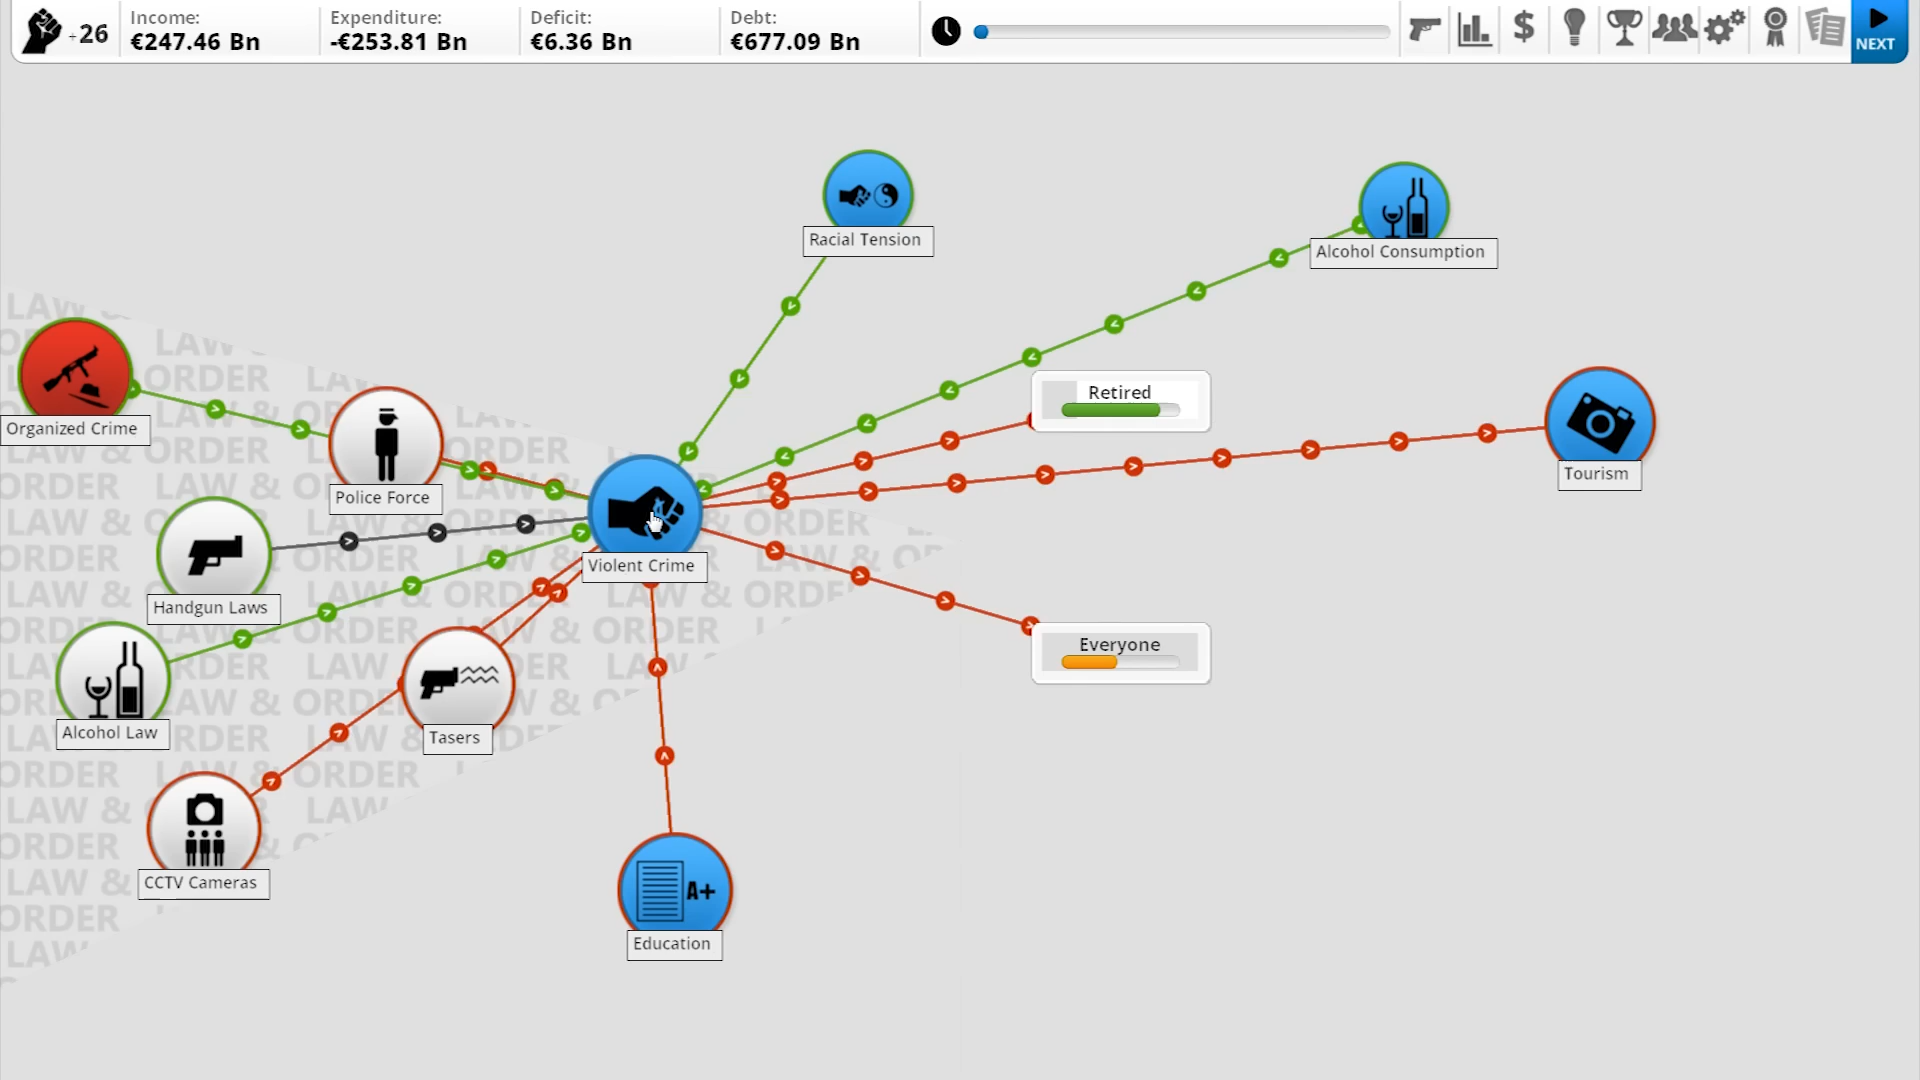 +26
Income:
€247.46 Bn
Expenditure:
-€253.81 Bn
Deficit:
€6.36 Bn
Debt:
€677.09 Bn
NEXT
Racial Tension
Alcohol Consumption
Organized Crime
Police Force
Retired
Tourism
Handgun Laws
Violent Crime
Everyone
Alcohol Law
Tasers
CCTV Cameras
A+
Education
LAW & ORDER